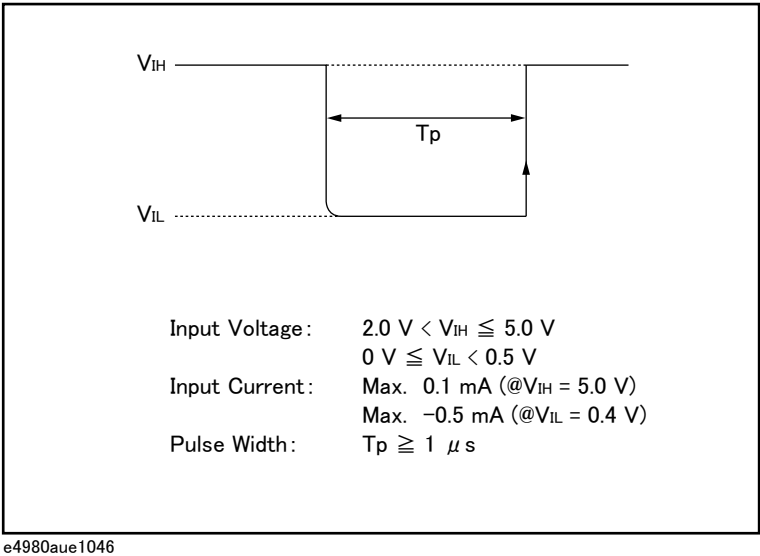 VIH
Tp
VIL
Input Voltage: 2.0 V < VIH ≦ 5.0 V
0 V ≦ VIL < 0.5 V
Input Current: Max. 0.1 mA (@VIH = 5.0 V)
Max. −0.5 mA (@VIL = 0.4 V)
Pulse Width: Tp ≧ 1 μs
e4980aue1046